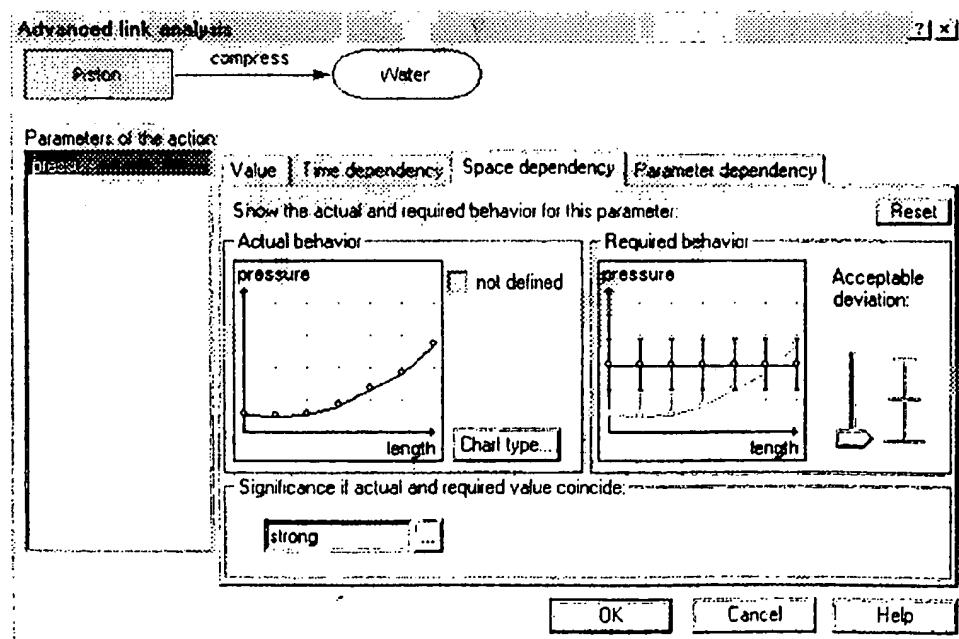 Advanced link analysis
? x
Piston
compress
Water
Parameters of the action:
Value
Time dependency
Space dependency
Parameter dependency
Show the actual and required behavior for this parameter:
Reset
Actual behavior
pressure
not defined
length
Chart type...
Required behavior
pressure
length
Acceptable
deviation:
Significance if actual and required value coincide:
strong
...
OK
Cancel
Help